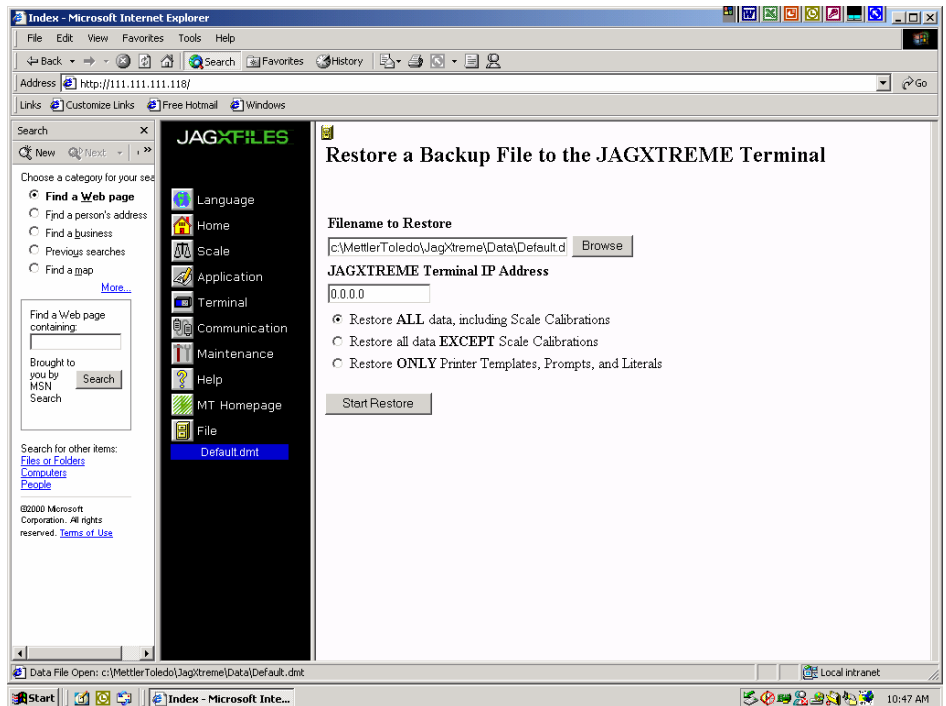 Index - Microsoft Internet Explorer
File Edit View Favorites Tools Help
Back Search Favorites History
Address http://111.111.111.118/ Go
Links Customize Links Free Hotmail Windows
Search
New Next
Choose a category for your sea
Find a Web page
Find a person's address
Find a business
Previous searches
Find a map
More...
Find a Web page
containing:
Brought to
you by
MSN
Search
Search
Search for other items:
Files or Folders
Computers
People
©2000 Microsoft
Corporation. All rights
reserved. Terms of Use
JAGXFILES
Language
Home
Scale
Application
Terminal
Communication
Maintenance
Help
MT Homepage
File
Default.dmt
Restore a Backup File to the JAGXTREME Terminal
Filename to Restore
c:\MettlerToledo\JagXtreme\Data\Default.d Browse
JAGXTREME Terminal IP Address
0.0.0.0
Restore ALL data, including Scale Calibrations
Restore all data EXCEPT Scale Calibrations
Restore ONLY Printer Templates, Prompts, and Literals
Start Restore
Data File Open: c:\MettlerToledo\JagXtreme\Data\Default.dmt Local intranet
Start Index - Microsoft Inte... 10:47 AM